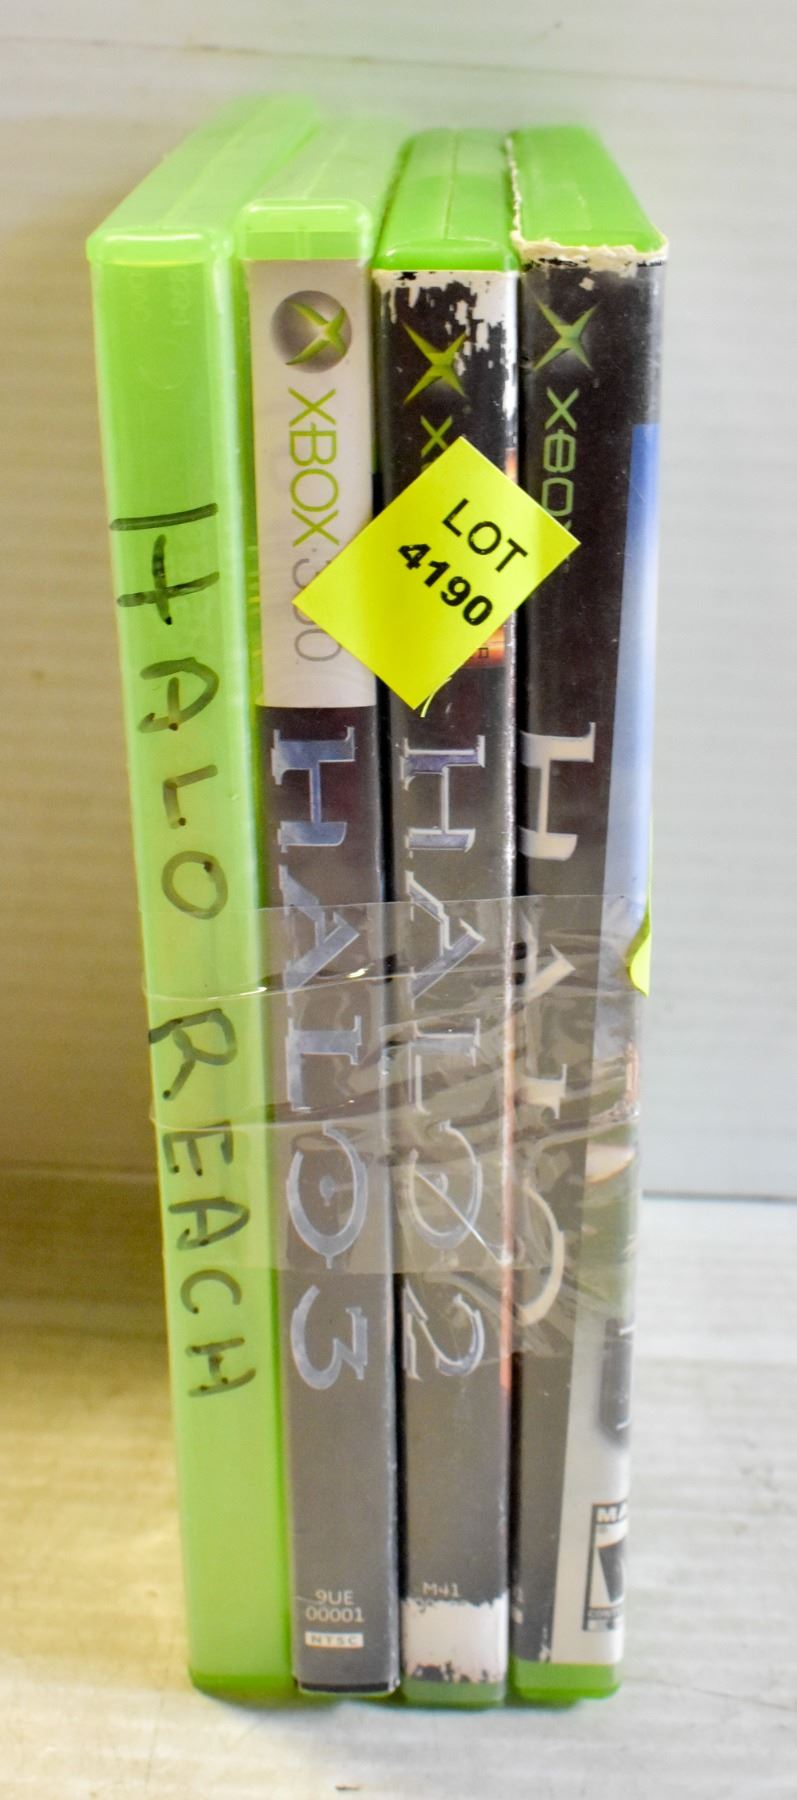 HALO REACH
XBOX 360
HALO 3
9UE
00001
NTSC
HALO 2
M41
LOT
4190
XBOX
HALO